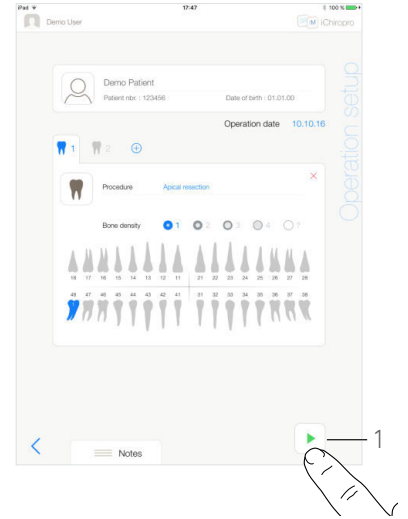 iPad 17:47 100 %
Demo User iChiropro
Demo Patient
Patient nbr. : 123456 Date of birth : 01.01.00
Operation date 10.10.16
Operation setup
1 2
Procedure Apical resection
Bone density 1 2 3 4 ?
18 17 16 15 14 13 12 11 21 22 23 24 25 26 27 28
48 47 46 45 44 43 42 41 31 32 33 34 35 36 37 38
1
Notes